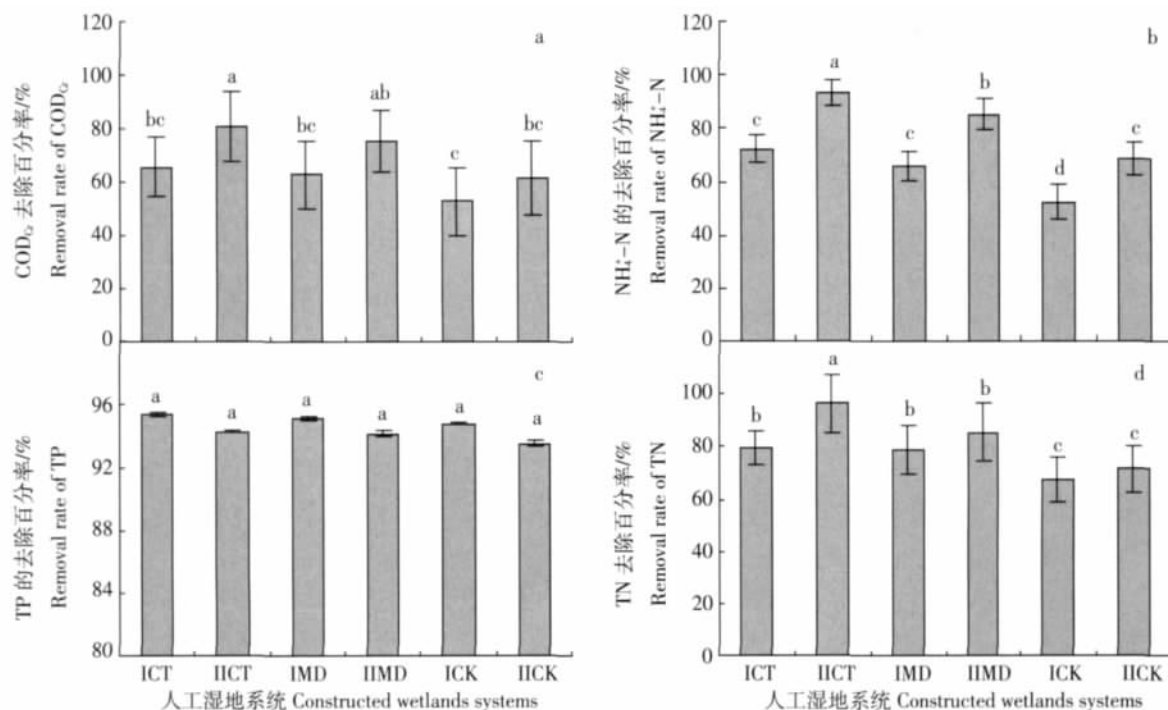 120
100
80
60
40
20
0
COD_Cr 去除百分率/%
Removal rate of COD_Cr
a
bc
a
bc
ab
c
bc
120
100
80
60
40
20
0
NH₄⁺-N 的去除百分率/%
Removal rate of NH₄⁺-N
b
c
a
c
b
d
c
96
92
88
84
80
TP 的去除百分率/%
Removal rate of TP
c
a
a
a
a
a
a
ICT IICT IMD IIMD ICK IICK
人工湿地系统 Constructed wetlands systems
100
80
60
40
20
0
TN 去除百分率/%
Removal rate of TN
d
b
a
b
b
c
c
ICT IICT IMD IIMD ICK IICK
人工湿地系统 Constructed wetlands systems